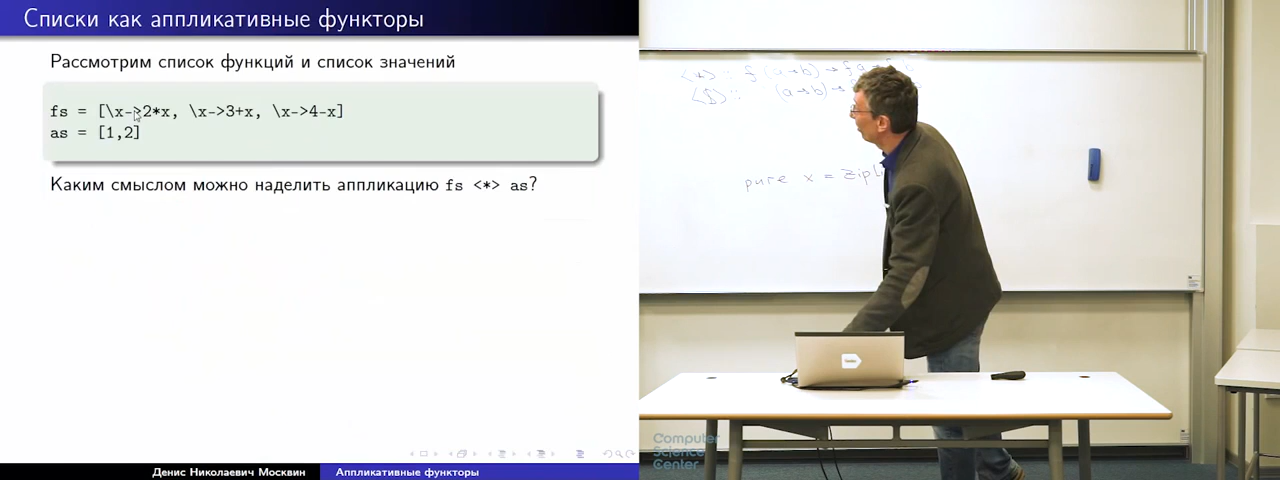 Списки как аппликативные функторы
Рассмотрим список функций и список значений
fs = [\x->2*x, \x->3+x, \x->4-x]
as = [1,2]
Каким смыслом можно наделить аппликацию fs <*> as?
Денис Николаевич Москвин
Аппликативные функторы
<*> :: f (a→b) → f a →
<$> :: (a→b) →
pure x = ZipLi
Computer
Science
Center